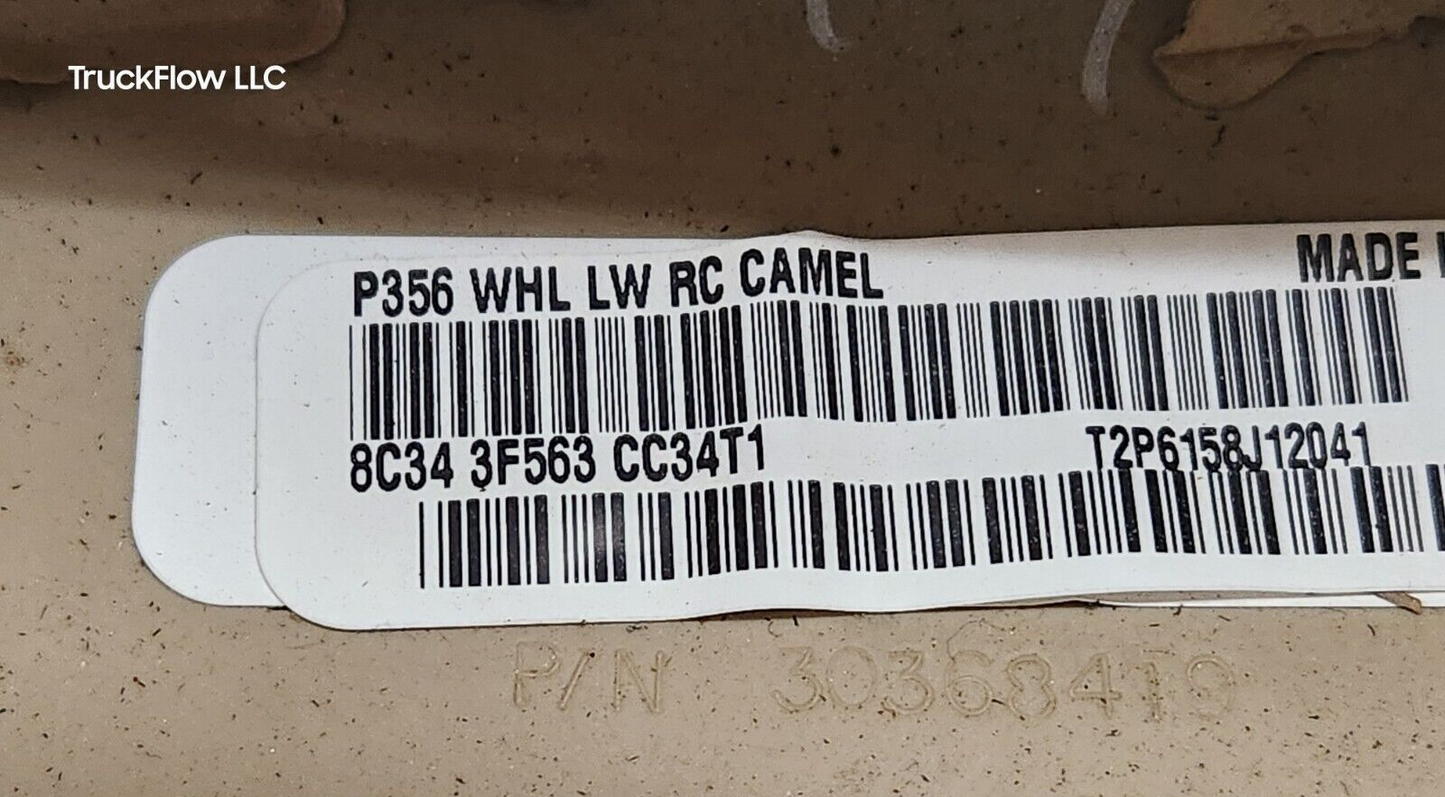 TruckFlow LLC
P356 WHL LW RC CAMEL MADE
8C34 3F563 CC34T1 T2P6158J12041
P/N 30368419